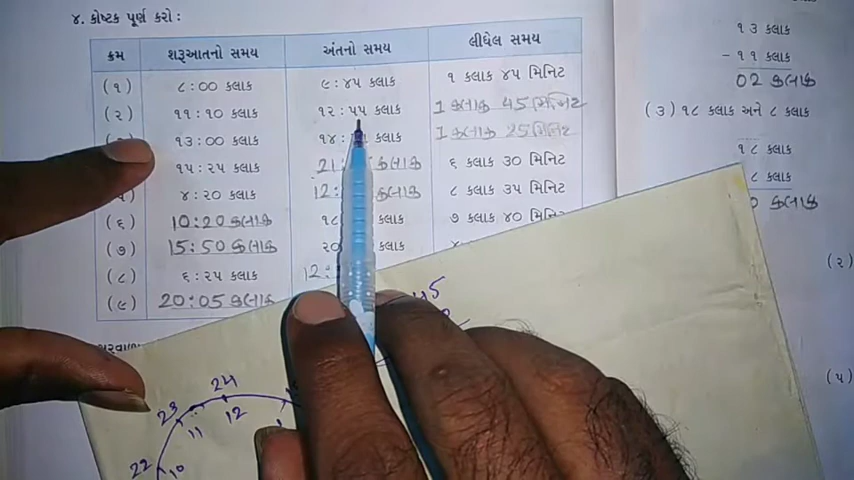 ૪. કોષ્ટક પૂર્ણ કરો :
ક્રમ શરૂઆતનો સમય અંતનો સમય લીધેલ સમય
(૧) ૮:૦૦ કલાક ૯:૪૫ કલાક ૧ કલાક ૪૫ મિનિટ
(૨) ૧૧:૧૦ કલાક ૧૨:૫૫ કલાક 1 કલાક 45 મિનિટ
૧૩:૦૦ કલાક ૧૪: કલાક 1 કલાક 25 મિનિટ
૧૫:૨૫ કલાક 21: કલાક ૬ કલાક ૩૦ મિનિટ
૪:૨૦ કલાક 12: કલાક ૮ કલાક ૩૫ મિનિટ
(૬) 10:20 કલાક કલાક ૭ કલાક ૪૦ મિનિટ
(૭) 15:50 કલાક ૨૦ કલાક
(૮) ૬:૨૫ કલાક 12:
(૯) 20:05 કલાક
૧૩ કલાક
- ૧૧ કલાક
02 કલાક
(૩) ૧૮ કલાક અને ૮ કલાક
૧૮ કલાક
૮ કલાક
કલાક
(૨)
(૫)
45
24
23 12
11
22 10